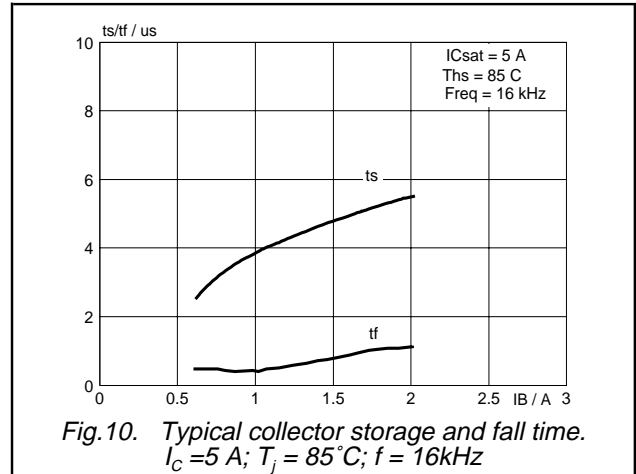 ts/tf / us
10
ICsat = 5 A
Ths = 85 C
Freq = 16 kHz
8
6
ts
4
2
tf
0
0 0.5 1 1.5 2 2.5 IB / A 3
Fig.10. Typical collector storage and fall time.
IC =5 A; Tj = 85˚C; f = 16kHz